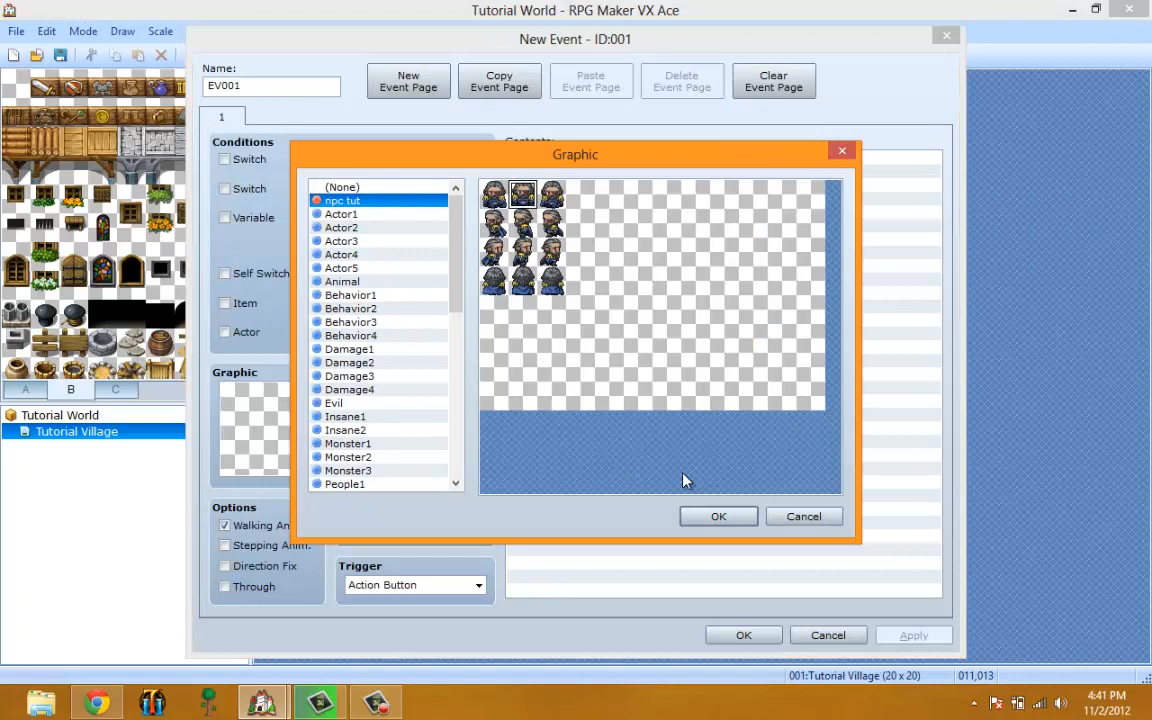 Tutorial World - RPG Maker VX Ace
File Edit Mode Draw Scale
New Event - ID:001
Name:
EV001
New Event Page
Copy Event Page
Paste Event Page
Delete Event Page
Clear Event Page
1
Conditions
Switch
Switch
Variable
Self Switch
Item
Actor
Graphic
Options
Walking An
Stepping Anim.
Direction Fix
Through
Trigger
Action Button
OK Cancel Apply
Graphic
(None)
npc tut
Actor1
Actor2
Actor3
Actor4
Actor5
Animal
Behavior1
Behavior2
Behavior3
Behavior4
Damage1
Damage2
Damage3
Damage4
Evil
Insane1
Insane2
Monster1
Monster2
Monster3
People1
OK Cancel
A B C
Tutorial World
Tutorial Village
001:Tutorial Village (20 x 20) 011,013
4:41 PM
11/2/2012